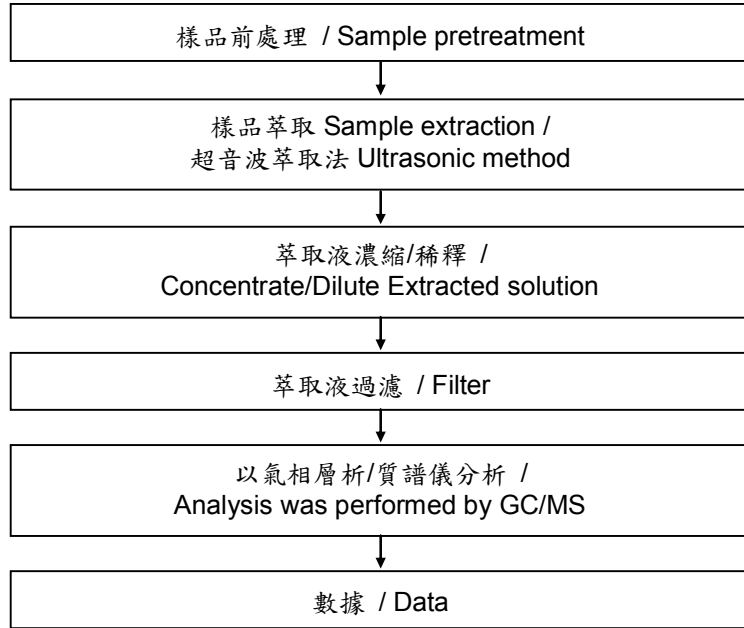 樣品前處理 / Sample pretreatment
樣品萃取 Sample extraction /
超音波萃取法 Ultrasonic method
萃取液濃縮/稀釋 /
Concentrate/Dilute Extracted solution
萃取液過濾 / Filter
以氣相層析/質譜儀分析 /
Analysis was performed by GC/MS
數據 / Data